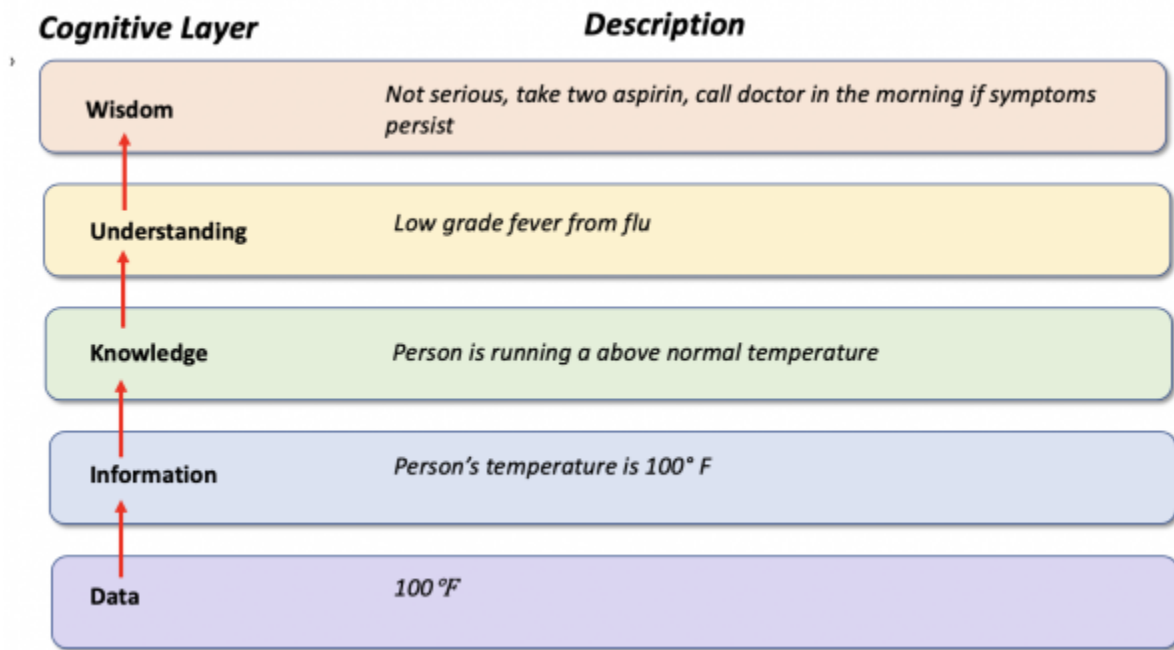 Cognitive Layer Description
Wisdom Not serious, take two aspirin, call doctor in the morning if symptoms
persist
Understanding Low grade fever from flu
Knowledge Person is running a above normal temperature
Information Person’s temperature is 100° F
Data 100℉